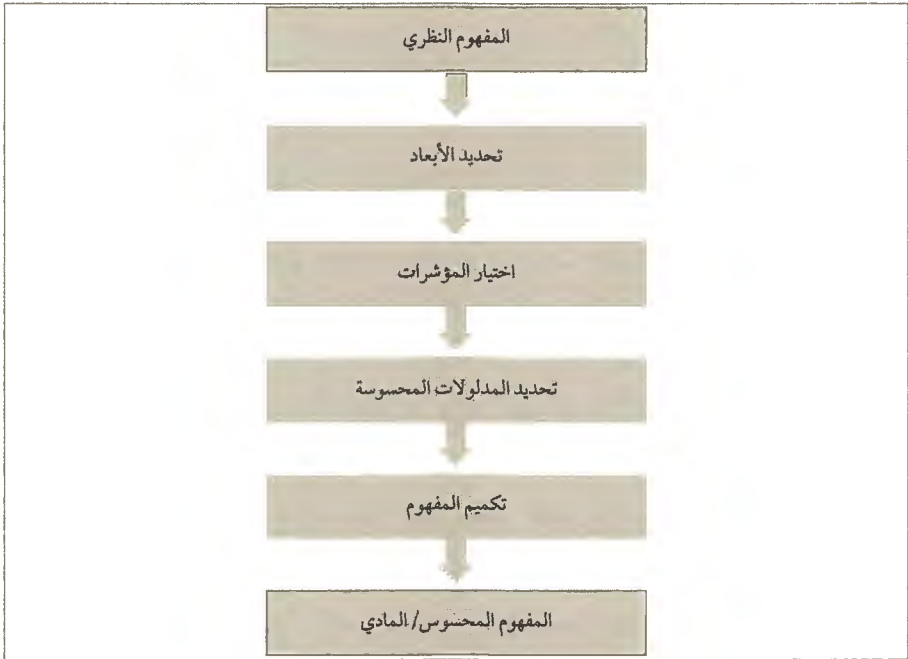 المفهوم النظري
تحديد الأبعاد
اختيار المؤشرات
تحديد المدلولات المحسوسة
تكميم المفهوم
المفهوم المحسوس/ المادي